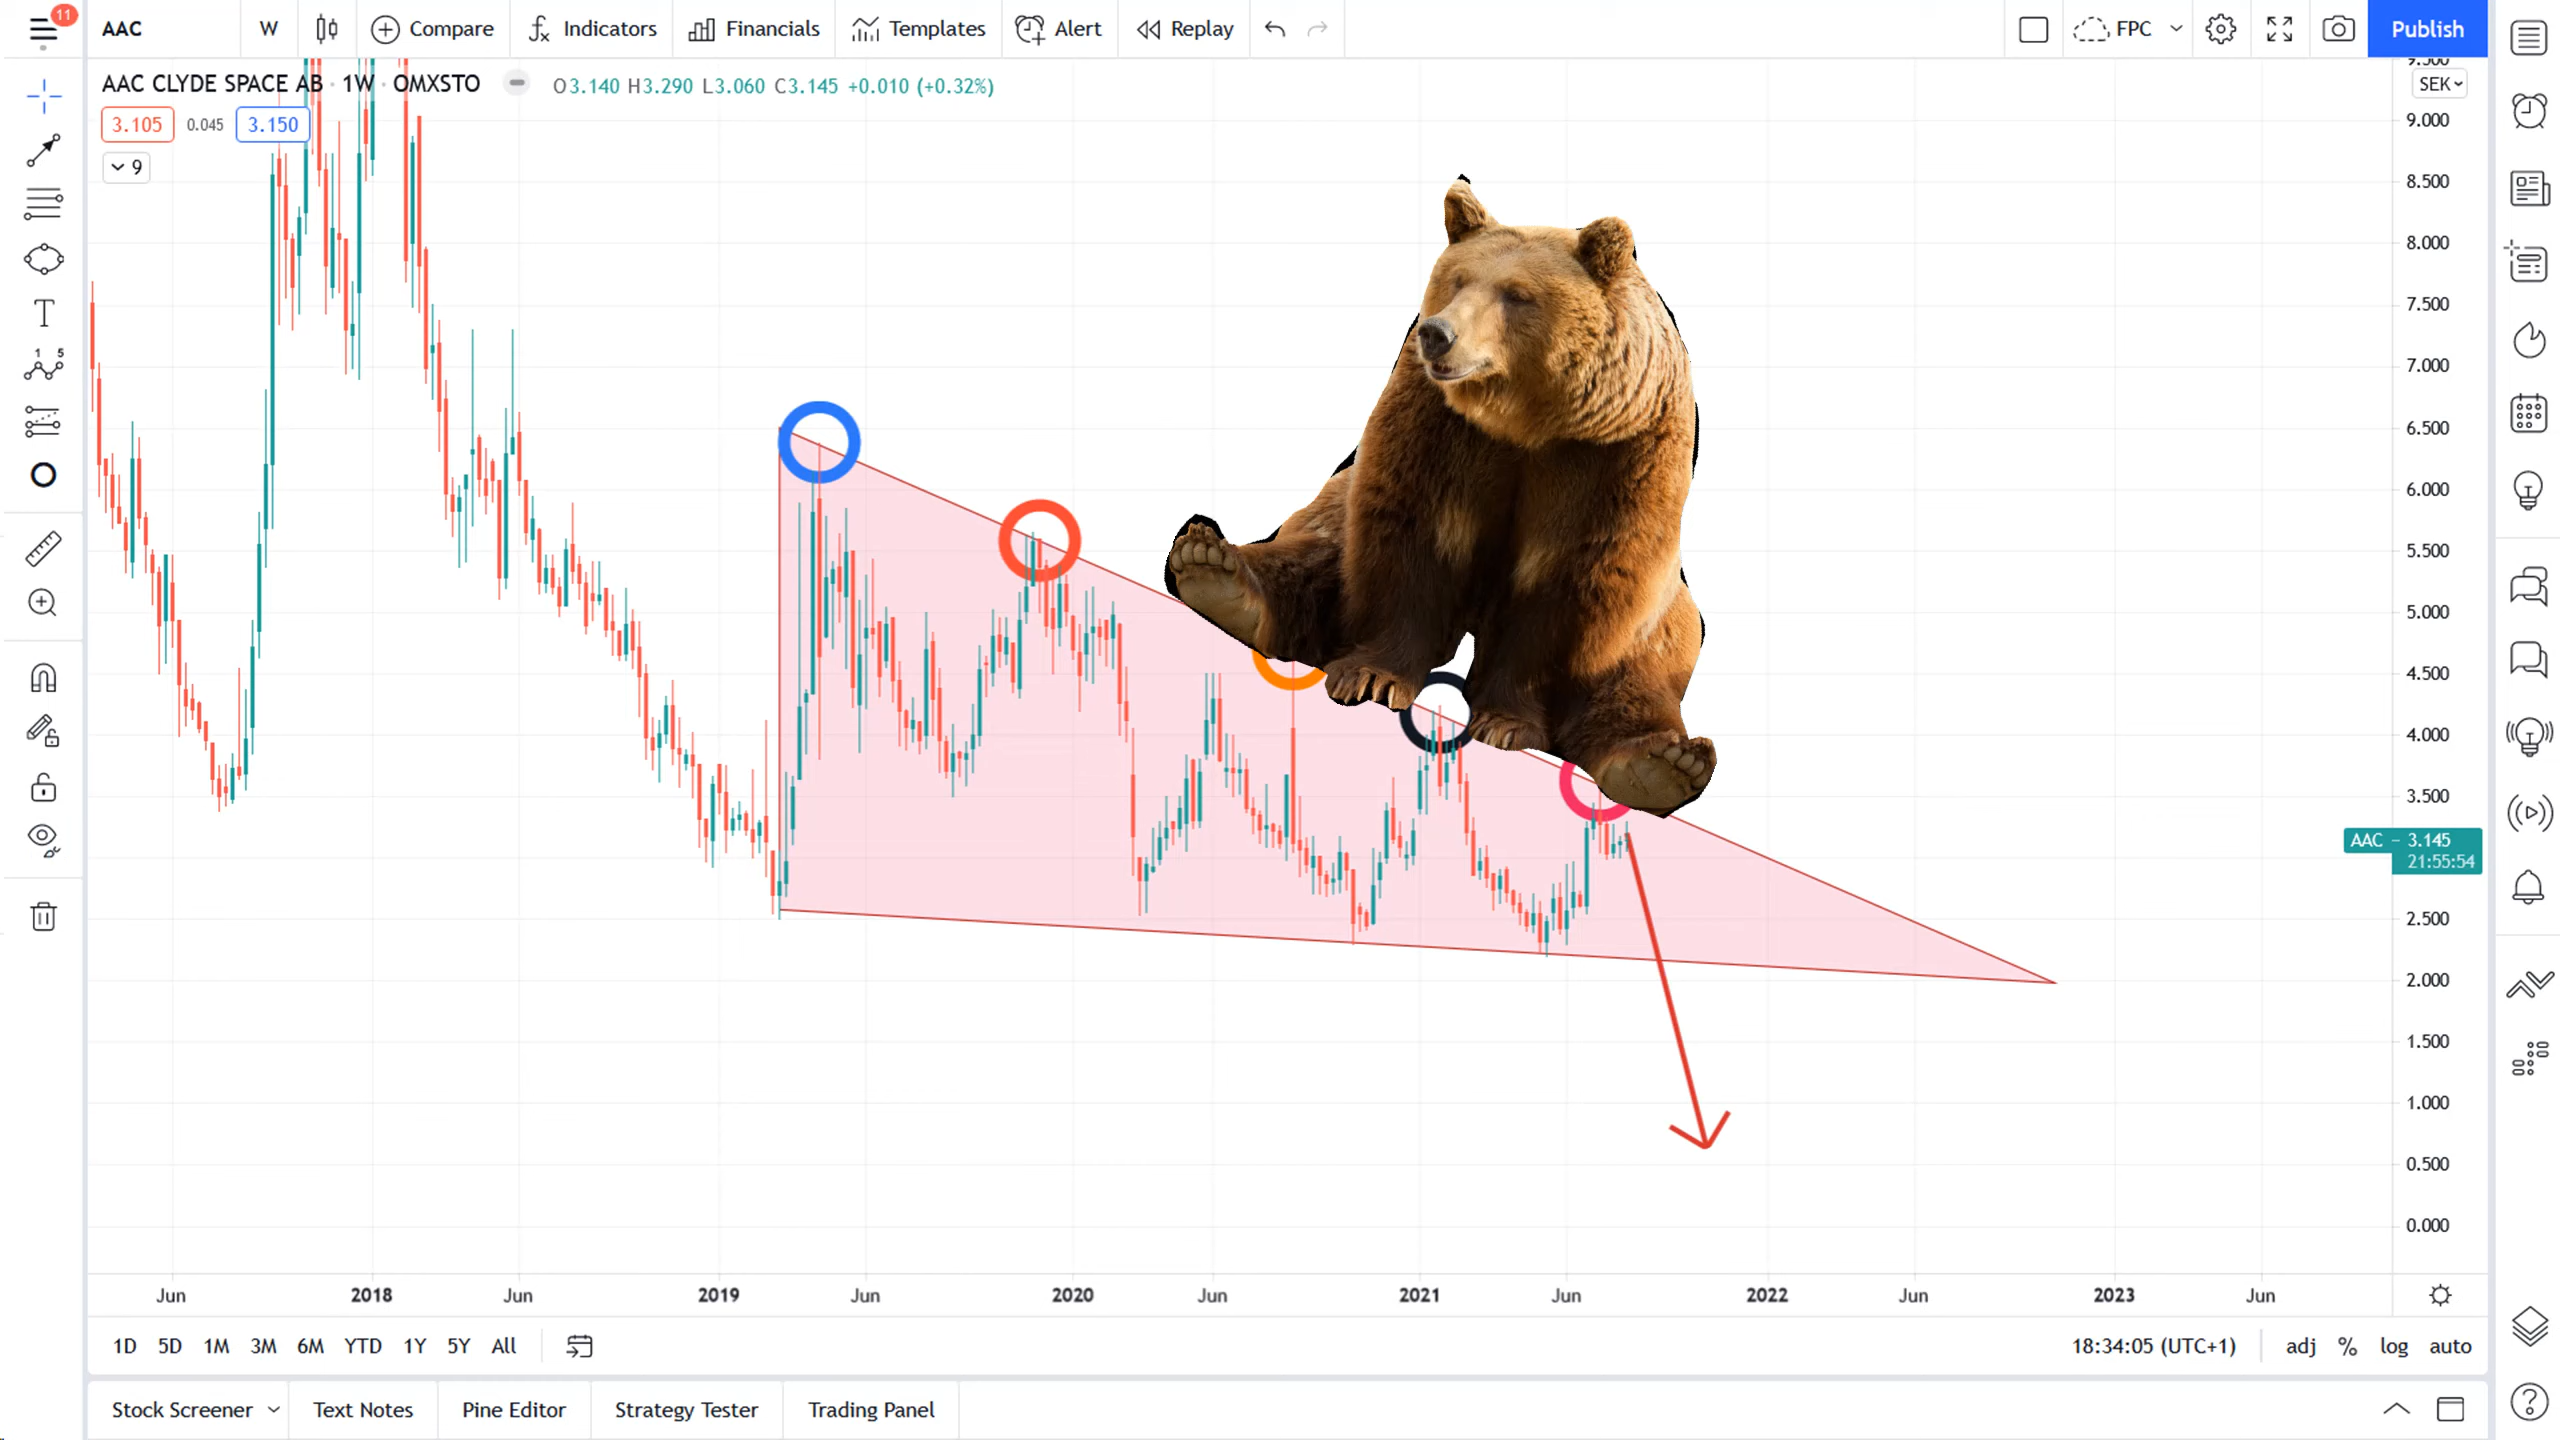 11
AAC
W
Compare
Indicators
Financials
Templates
Alert
Replay
FPC
Publish
AAC CLYDE SPACE AB · 1W · OMXSTO
O3.140 H3.290 L3.060 C3.145 +0.010 (+0.32%)
3.105 0.045 3.150
9
SEK
9.500
9.000
8.500
8.000
7.500
7.000
6.500
6.000
5.500
5.000
4.500
4.000
3.500
AAC – 3.145
21:55:54
2.500
2.000
1.500
1.000
0.500
0.000
Jun 2018 Jun 2019 Jun 2020 Jun 2021 Jun 2022 Jun 2023 Jun
1D 5D 1M 3M 6M YTD 1Y 5Y All
18:34:05 (UTC+1) adj % log auto
Stock Screener Text Notes Pine Editor Strategy Tester Trading Panel